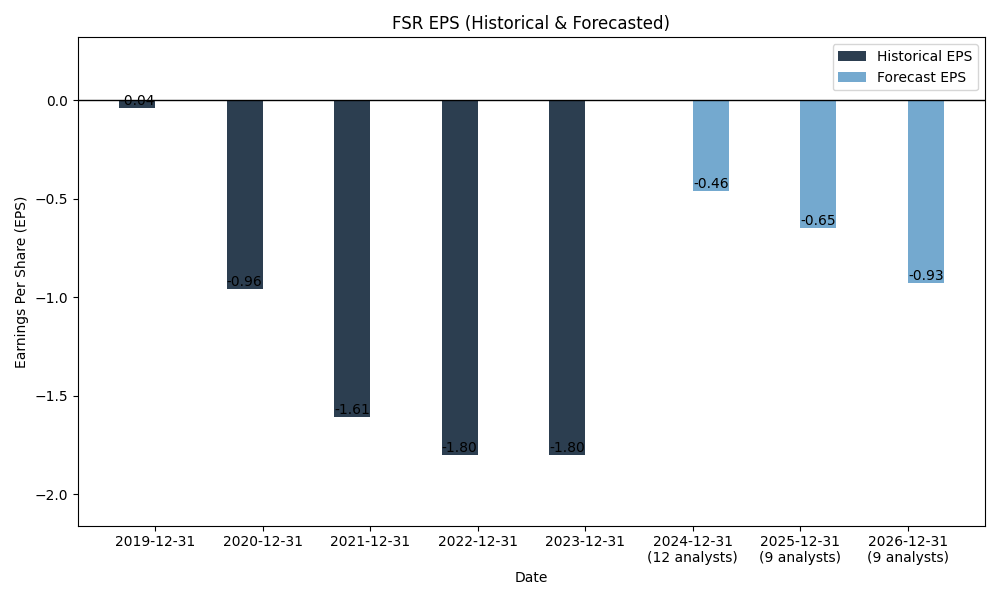 FSR EPS (Historical & Forecasted)
Historical EPS
Forecast EPS
Earnings Per Share (EPS)
0.0
−0.5
−1.0
−1.5
−2.0
-0.04
-0.96
-1.61
-1.80
-1.80
-0.46
-0.65
-0.93
2019-12-31
2020-12-31
2021-12-31
2022-12-31
2023-12-31
2024-12-31
(12 analysts)
2025-12-31
(9 analysts)
2026-12-31
(9 analysts)
Date